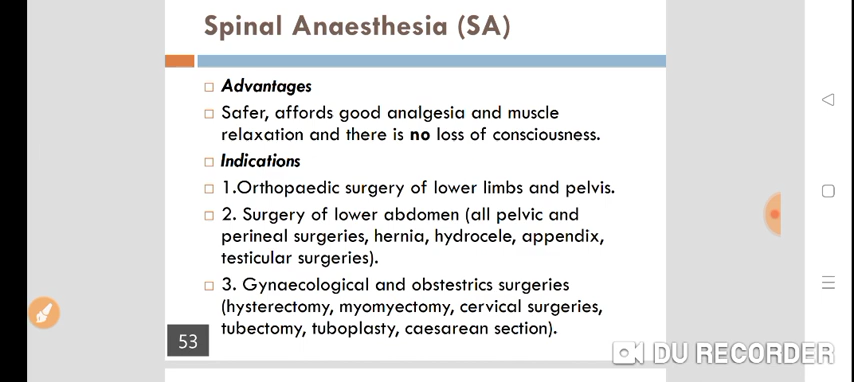 Spinal Anaesthesia (SA)
Advantages
Safer, affords good analgesia and muscle
relaxation and there is no loss of consciousness.
Indications
1.Orthopaedic surgery of lower limbs and pelvis.
2. Surgery of lower abdomen (all pelvic and
perineal surgeries, hernia, hydrocele, appendix,
testicular surgeries).
3. Gynaecological and obstestrics surgeries
(hysterectomy, myomyectomy, cervical surgeries,
tubectomy, tuboplasty, caesarean section).
53
DU RECORDER